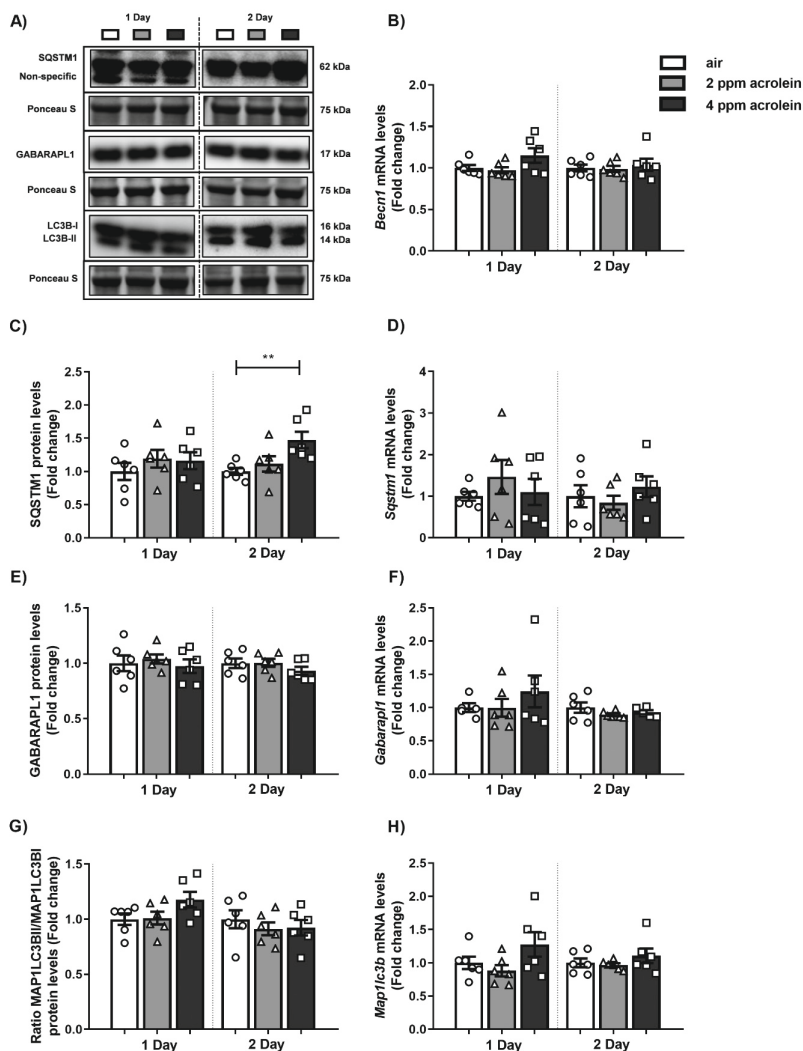 A)
1 Day
2 Day
SQSTM1
Non-specific
62 kDa
Ponceau S
75 kDa
GABARAPL1
17 kDa
Ponceau S
75 kDa
LC3B-I
16 kDa
LC3B-II
14 kDa
Ponceau S
75 kDa
B)
Becn1 mRNA levels
(Fold change)
2.0
1.5
1.0
0.5
0.0
1 Day
2 Day
air
2 ppm acrolein
4 ppm acrolein
C)
SQSTM1 protein levels
(Fold change)
2.5
2.0
1.5
1.0
0.5
0.0
**
1 Day
2 Day
D)
Sqstm1 mRNA levels
(Fold change)
4
3
2
1
0
1 Day
2 Day
E)
GABARAPL1 protein levels
(Fold change)
1.5
1.0
0.5
0.0
1 Day
2 Day
F)
Gabarapl1 mRNA levels
(Fold change)
2.5
2.0
1.5
1.0
0.5
0.0
1 Day
2 Day
G)
Ratio MAP1LC3BII/MAP1LC3BI
protein levels (Fold change)
2.0
1.5
1.0
0.5
0.0
1 Day
2 Day
H)
Map1lc3b mRNA levels
(Fold change)
2.5
2.0
1.5
1.0
0.5
0.0
1 Day
2 Day